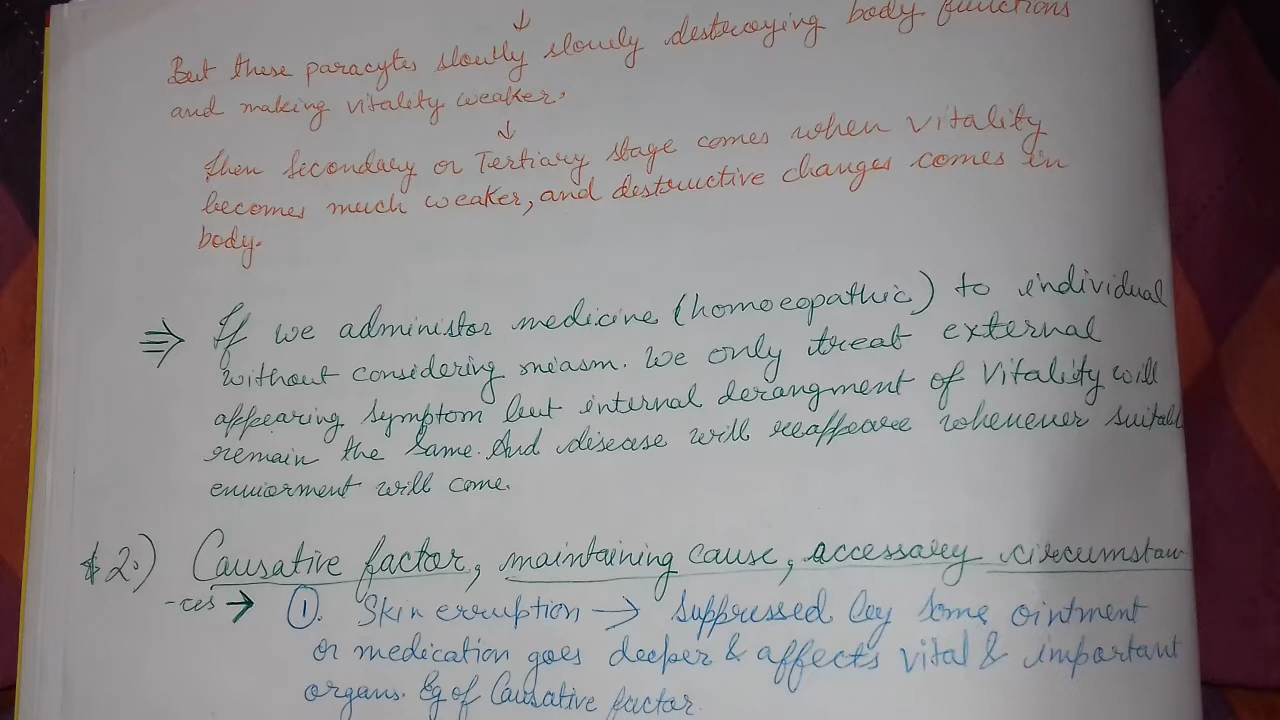 ↓
But these paracytes slowly slowly destroying body functions
and making vitality weaker.
↓
then Secondary or Tertiary stage comes when vitality
becomes much weaker, and destructive changes comes in
body.
⇒ If we administor medicine (homoeopathic) to individual
without considering miasm. We only treat external
appearing symptom but internal derangment of Vitality will
remain the same. And disease will reappeare whenever suitabl
enviorment will come.
2.) Causative factor, maintaining cause, accessarey circumstan
-ces → ①. Skin erruption → Suppressed by some ointment
or medication goes deeper & affects vital & important
organs. Eg of Causative factor.